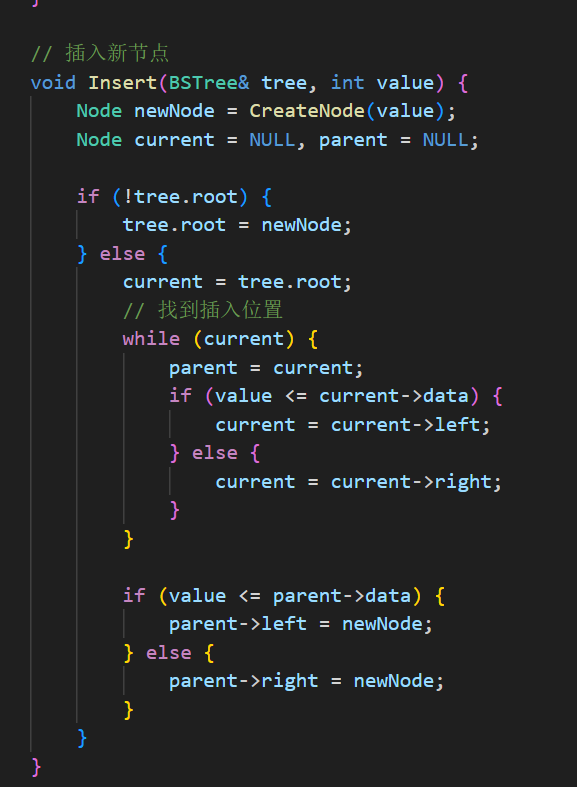 }
// 插入新节点
void Insert(BSTree& tree, int value) {
    Node newNode = CreateNode(value);
    Node current = NULL, parent = NULL;

    if (!tree.root) {
        tree.root = newNode;
    } else {
        current = tree.root;
        // 找到插入位置
        while (current) {
            parent = current;
            if (value <= current->data) {
                current = current->left;
            } else {
                current = current->right;
            }
        }

        if (value <= parent->data) {
            parent->left = newNode;
        } else {
            parent->right = newNode;
        }
    }
}